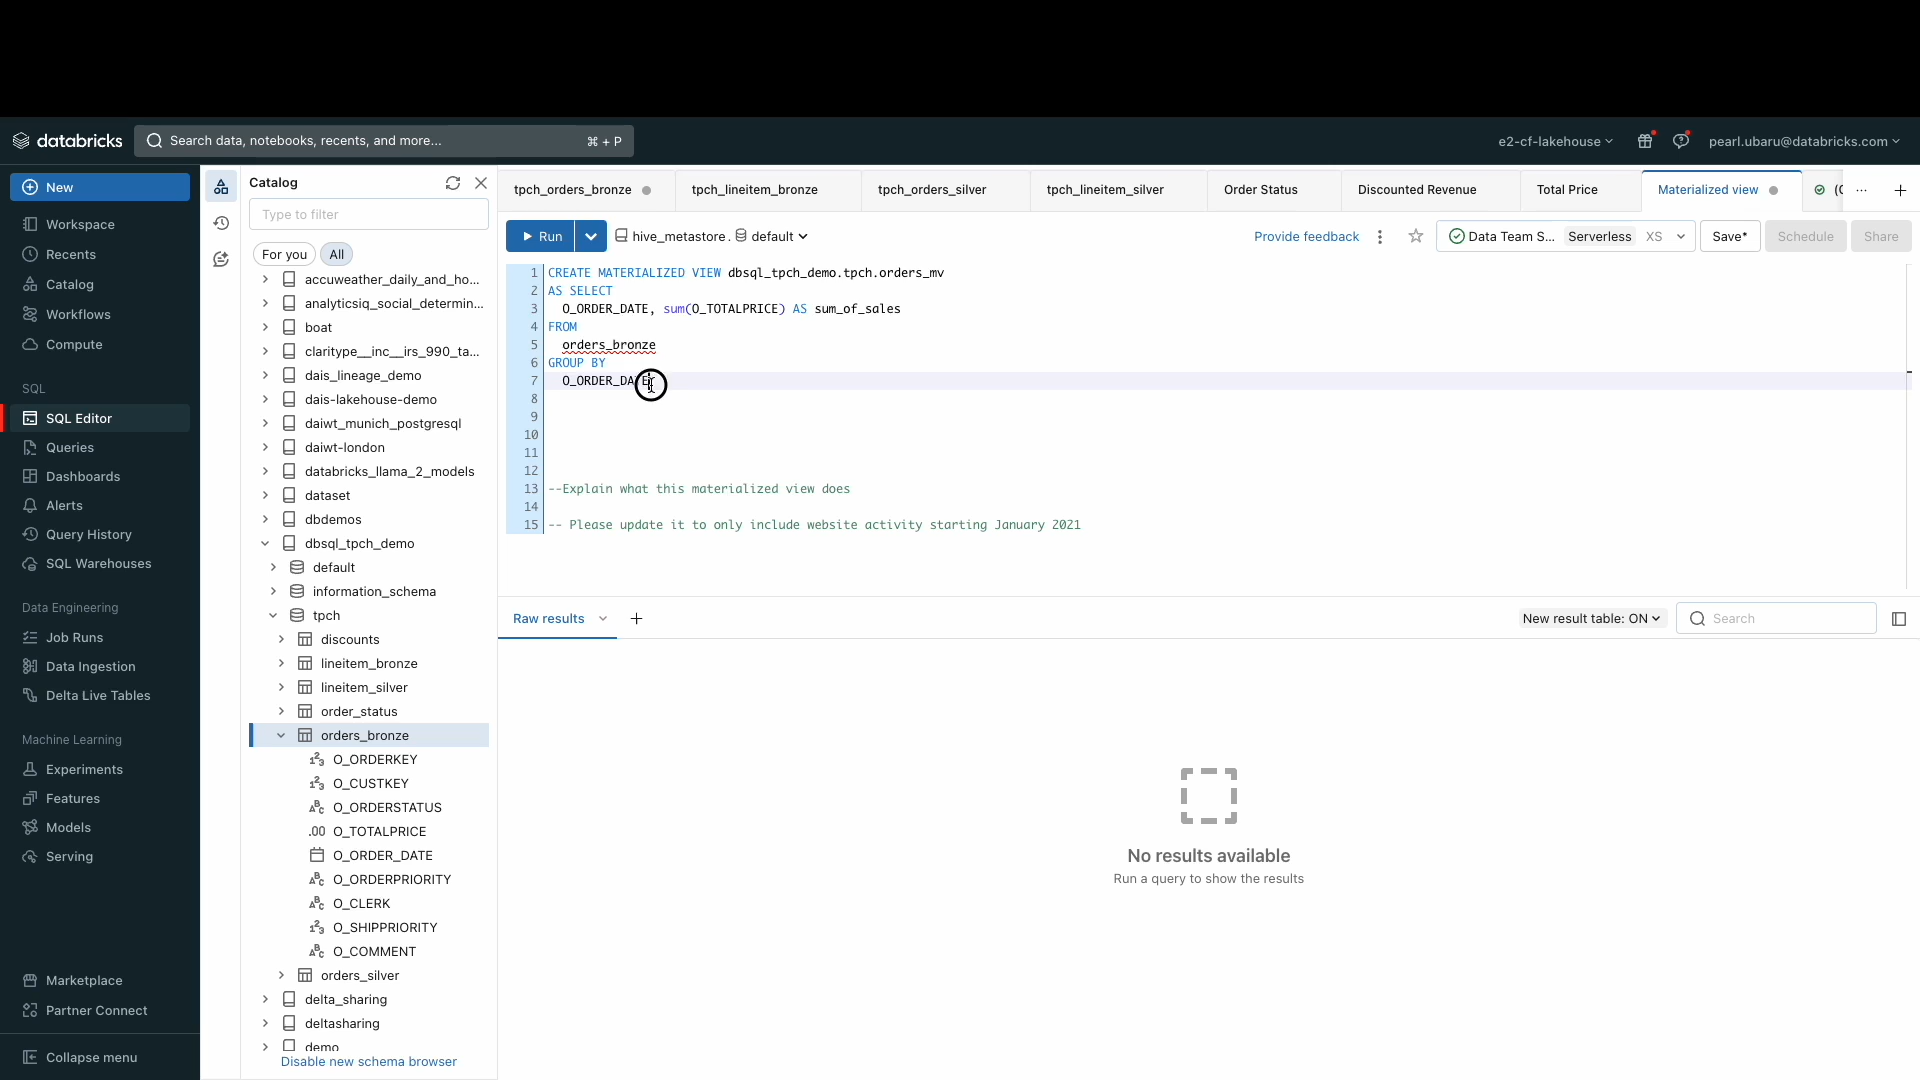 databricks
Search data, notebooks, recents, and more...
⌘ + P
e2-cf-lakehouse
pearl.ubaru@databricks.com
New
Workspace
Recents
Catalog
Workflows
Compute
SQL
SQL Editor
Queries
Dashboards
Alerts
Query History
SQL Warehouses
Data Engineering
Job Runs
Data Ingestion
Delta Live Tables
Machine Learning
Experiments
Features
Models
Serving
Marketplace
Partner Connect
Collapse menu
Catalog
Type to filter
For you
All
accuweather_daily_and_ho...
analyticsiq_social_determin...
boat
claritype__inc__irs_990_ta...
dais_lineage_demo
dais-lakehouse-demo
daiwt_munich_postgresql
daiwt-london
databricks_llama_2_models
dataset
dbdemos
dbsql_tpch_demo
default
information_schema
tpch
discounts
lineitem_bronze
lineitem_silver
order_status
orders_bronze
O_ORDERKEY
O_CUSTKEY
O_ORDERSTATUS
.00 O_TOTALPRICE
O_ORDER_DATE
O_ORDERPRIORITY
O_CLERK
O_SHIPPRIORITY
O_COMMENT
orders_silver
delta_sharing
deltasharing
demo
Disable new schema browser
tpch_orders_bronze
tpch_lineitem_bronze
tpch_orders_silver
tpch_lineitem_silver
Order Status
Discounted Revenue
Total Price
Materialized view
Run
hive_metastore. default
Provide feedback
Data Team S... Serverless XS
Save*
Schedule
Share
1 CREATE MATERIALIZED VIEW dbsql_tpch_demo.tpch.orders_mv
2 AS SELECT
3 O_ORDER_DATE, sum(O_TOTALPRICE) AS sum_of_sales
4 FROM
5 orders_bronze
6 GROUP BY
7 O_ORDER_DATE
8
9
10
11
12
13 --Explain what this materialized view does
14
15 -- Please update it to only include website activity starting January 2021
Raw results
New result table: ON
Search
No results available
Run a query to show the results